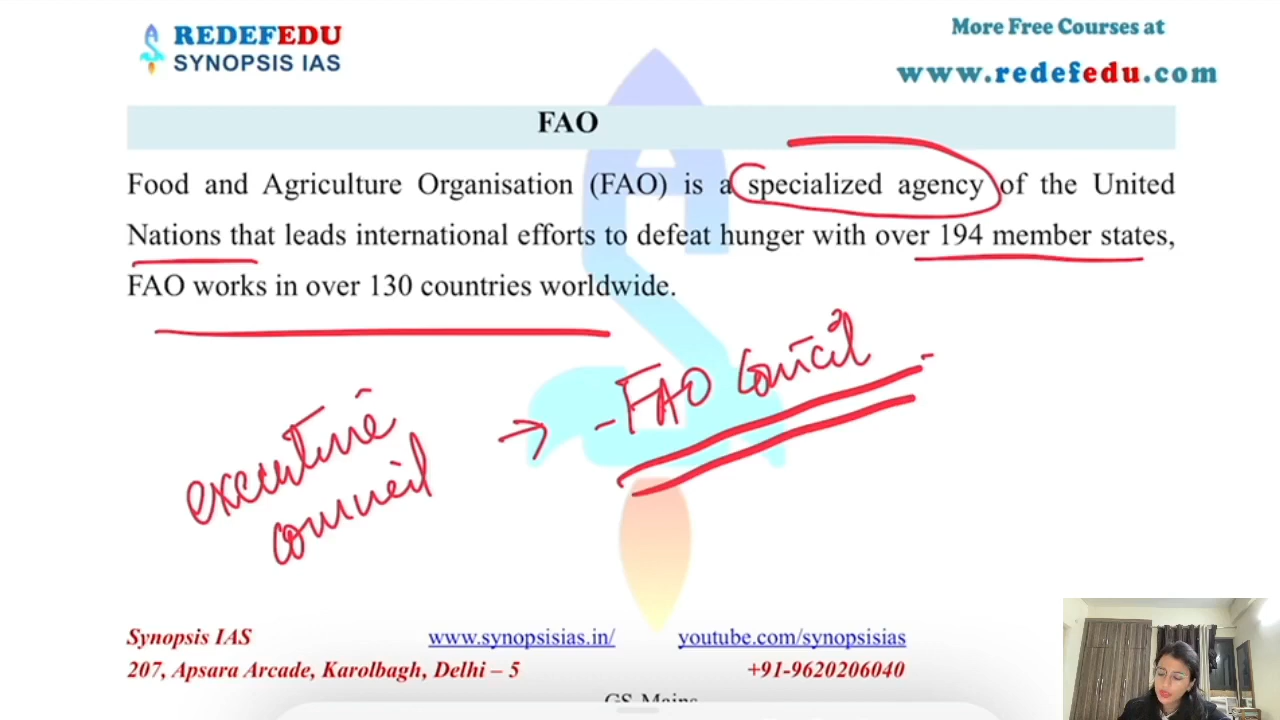 REDEFEDU
SYNOPSIS IAS
More Free Courses at
www.redefedu.com
FAO
Food and Agriculture Organisation (FAO) is a specialized agency of the United
Nations that leads international efforts to defeat hunger with over 194 member states,
FAO works in over 130 countries worldwide.
- FAO Council -
executive
council
Synopsis IAS
www.synopsisias.in/
youtube.com/synopsisias
207, Apsara Arcade, Karolbagh, Delhi – 5
+91-9620206040
GS Mains